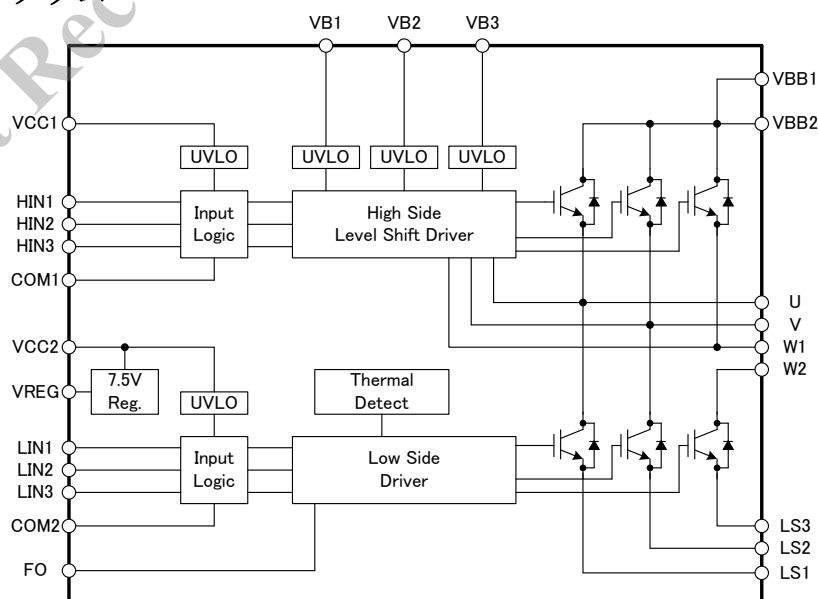 VB1 VB2 VB3
VBB1
VCC1
VBB2
UVLO UVLO UVLO UVLO
HIN1
HIN2
HIN3
Input
Logic
High Side
Level Shift Driver
COM1
U
V
VCC2
W1
W2
7.5V
Reg.
VREG
UVLO
Thermal
Detect
LIN1
LIN2
LIN3
Input
Logic
Low Side
Driver
COM2
LS3
LS2
FO
LS1